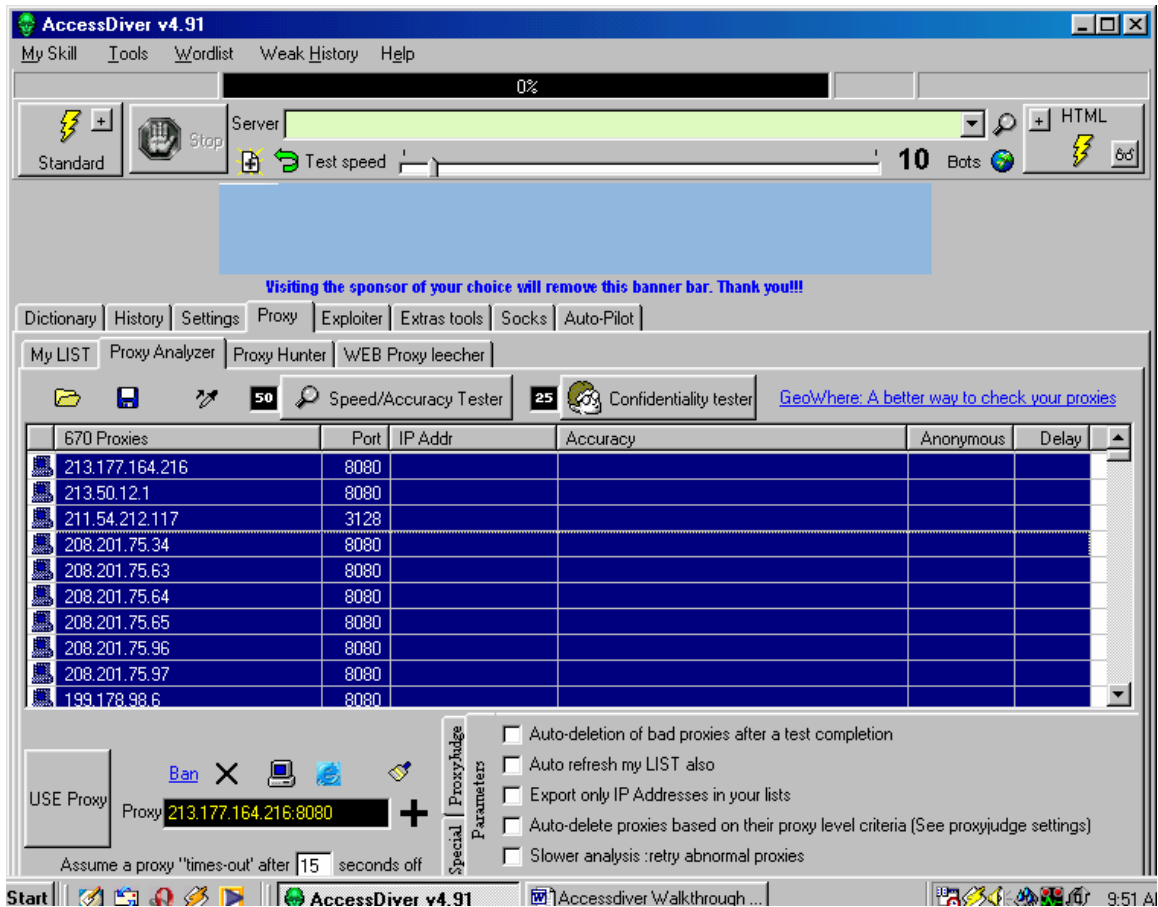 AccessDiver v4.91
My Skill Tools Wordlist Weak History Help
0%
Standard
+
Stop
Server
Test speed
10 Bots
+ HTML
Visiting the sponsor of your choice will remove this banner bar. Thank you!!!
Dictionary History Settings Proxy Exploiter Extras tools Socks Auto-Pilot
My LIST Proxy Analyzer Proxy Hunter WEB Proxy leecher
50 Speed/Accuracy Tester 25 Confidentiality tester GeoWhere: A better way to check your proxies
670 Proxies Port IP Addr Accuracy Anonymous Delay
213.177.164.216 8080
213.50.12.1 8080
211.54.212.117 3128
208.201.75.34 8080
208.201.75.63 8080
208.201.75.64 8080
208.201.75.65 8080
208.201.75.96 8080
208.201.75.97 8080
199.178.98.6 8080
USE Proxy
Ban
Proxy 213.177.164.216:8080
Assume a proxy "times-out' after 15 seconds off
ProxyJudge
Special
Parameters
Auto-deletion of bad proxies after a test completion
Auto refresh my LIST also
Export only IP Addresses in your lists
Auto-delete proxies based on their proxy level criteria (See proxyjudge settings)
Slower analysis :retry abnormal proxies
Start AccessDiver v4.91 Accessdiver Walkthrough ... 9:51 A